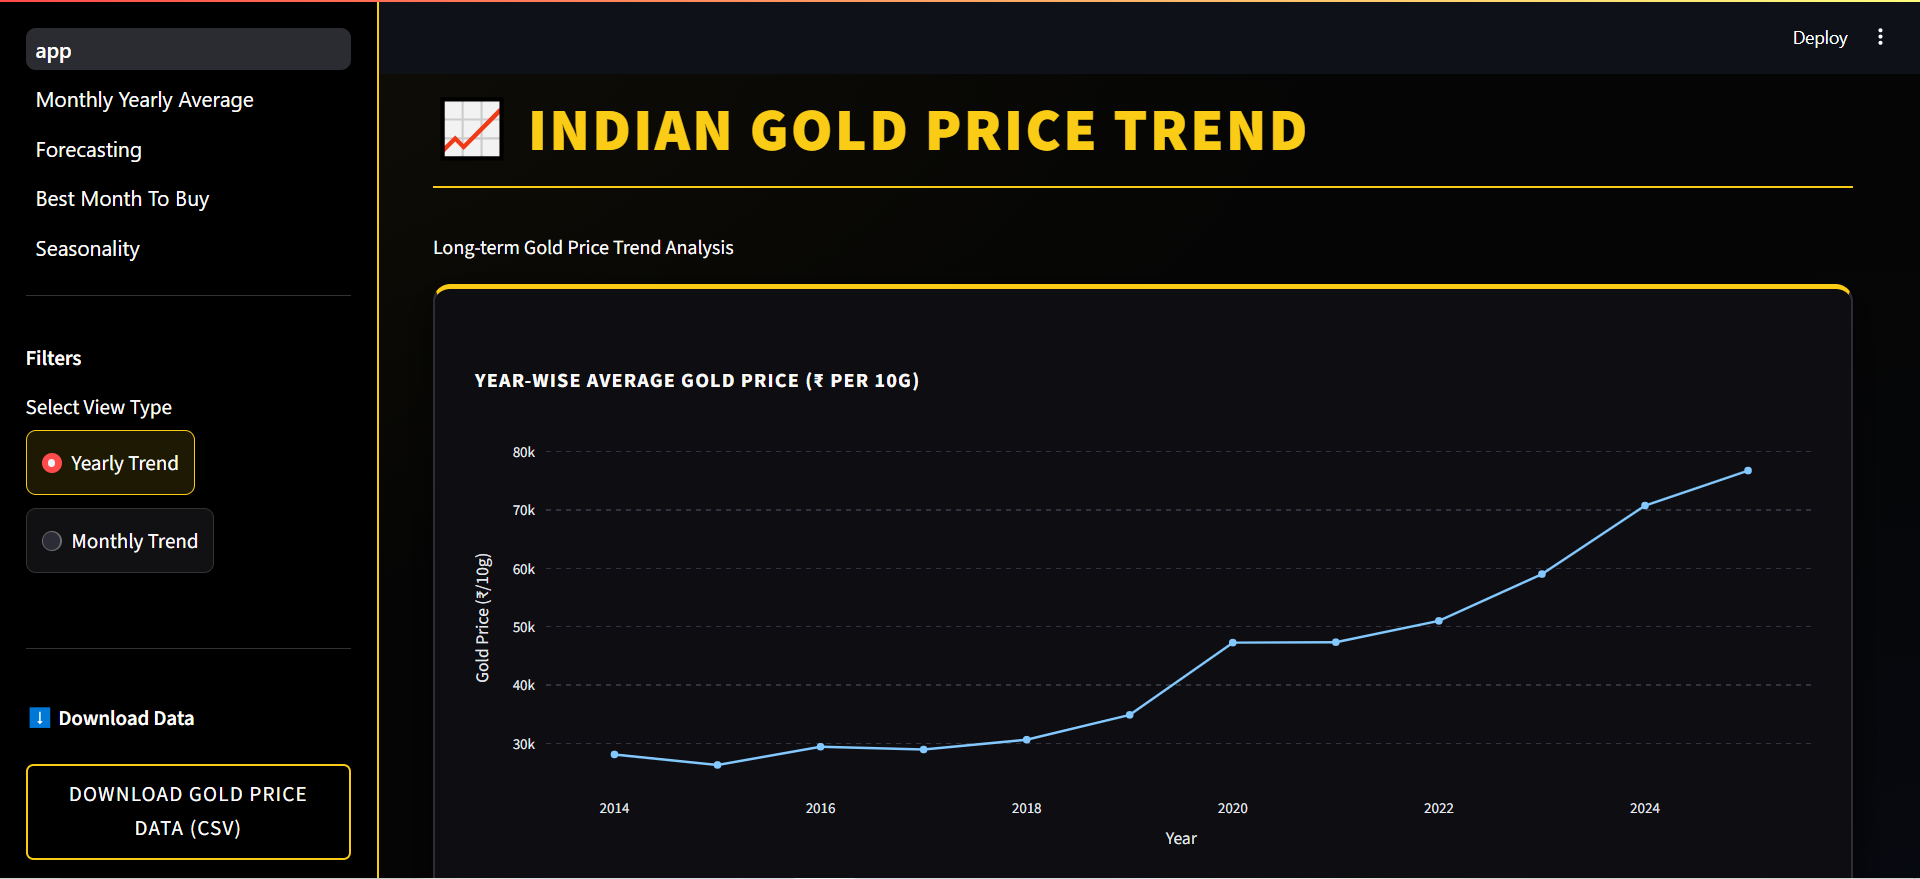 app
Monthly Yearly Average
Forecasting
Best Month To Buy
Seasonality
Filters
Select View Type
Yearly Trend
Monthly Trend
Download Data
DOWNLOAD GOLD PRICE
DATA (CSV)
Deploy
INDIAN GOLD PRICE TREND
Long-term Gold Price Trend Analysis
YEAR-WISE AVERAGE GOLD PRICE (₹ PER 10G)
Gold Price (₹/10g)
80k
70k
60k
50k
40k
30k
2014 2016 2018 2020 2022 2024
Year